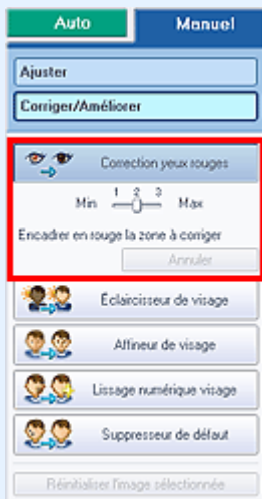 Auto Manuel
Ajuster
Corriger/Améliorer
Correction yeux rouges
1 2 3
Min Max
Encadrer en rouge la zone à corriger
Annuler
Éclaircisseur de visage
Affineur de visage
Lissage numérique visage
Suppresseur de défaut
Réinitialiser l'image sélectionnée